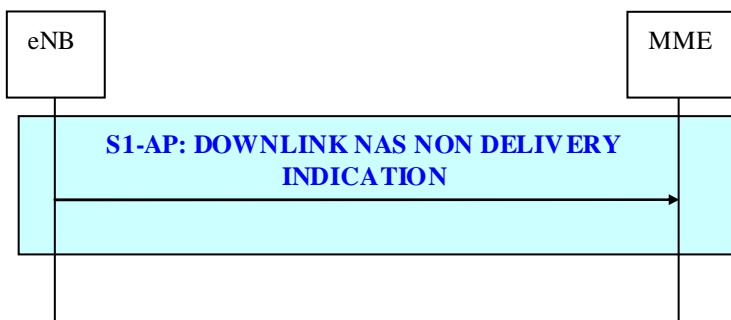 eNB
MME
S1-AP: DOWNLINK NAS NON DELIVERY
INDICATION